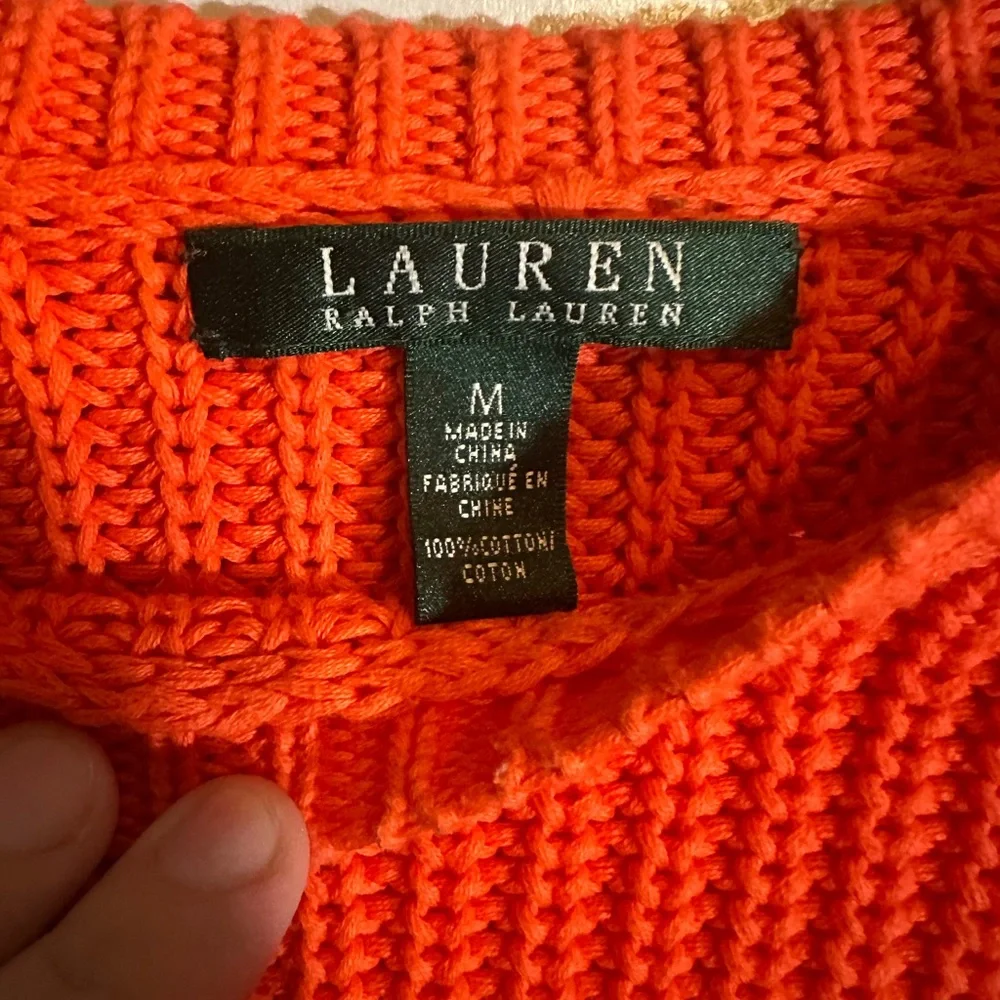 LAUREN
RALPH LAUREN
M
MADE IN
CHINA
FABRIQUÉ EN
CHINE
100%COTTON/
COTON